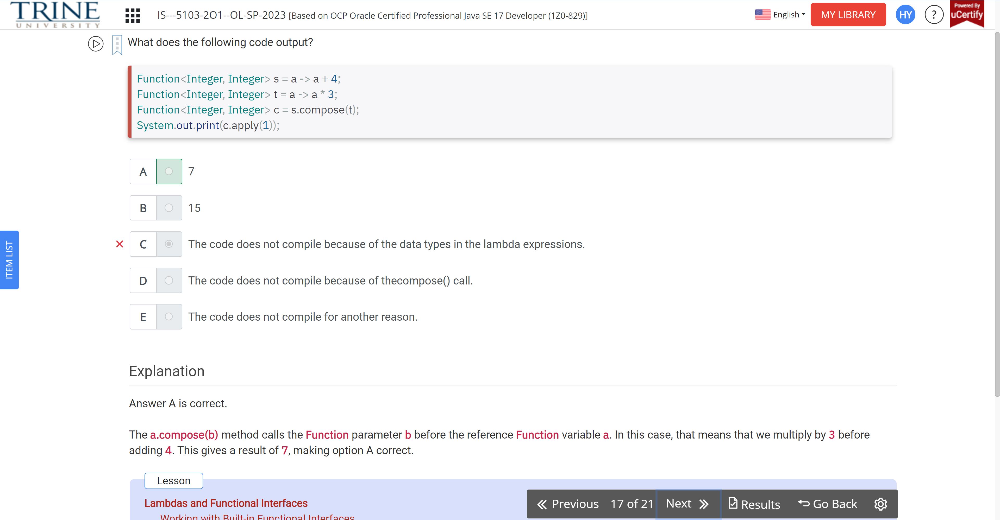 TRINE
UNIVERSITY
IS---5103-2O1--OL-SP-2023 [Based on OCP Oracle Certified Professional Java SE 17 Developer (1Z0-829)]
English
MY LIBRARY
HY
?
Powered By
uCertify
What does the following code output?
Function<Integer, Integer> s = a -> a + 4;
Function<Integer, Integer> t = a -> a * 3;
Function<Integer, Integer> c = s.compose(t);
System.out.print(c.apply(1));
A 7
B 15
C The code does not compile because of the data types in the lambda expressions.
D The code does not compile because of thecompose() call.
E The code does not compile for another reason.
ITEM LIST
Explanation
Answer A is correct.
The a.compose(b) method calls the Function parameter b before the reference Function variable a. In this case, that means that we multiply by 3 before
adding 4. This gives a result of 7, making option A correct.
Lesson
Lambdas and Functional Interfaces
Working with Built-in Functional Interfaces
Previous 17 of 21 Next Results Go Back